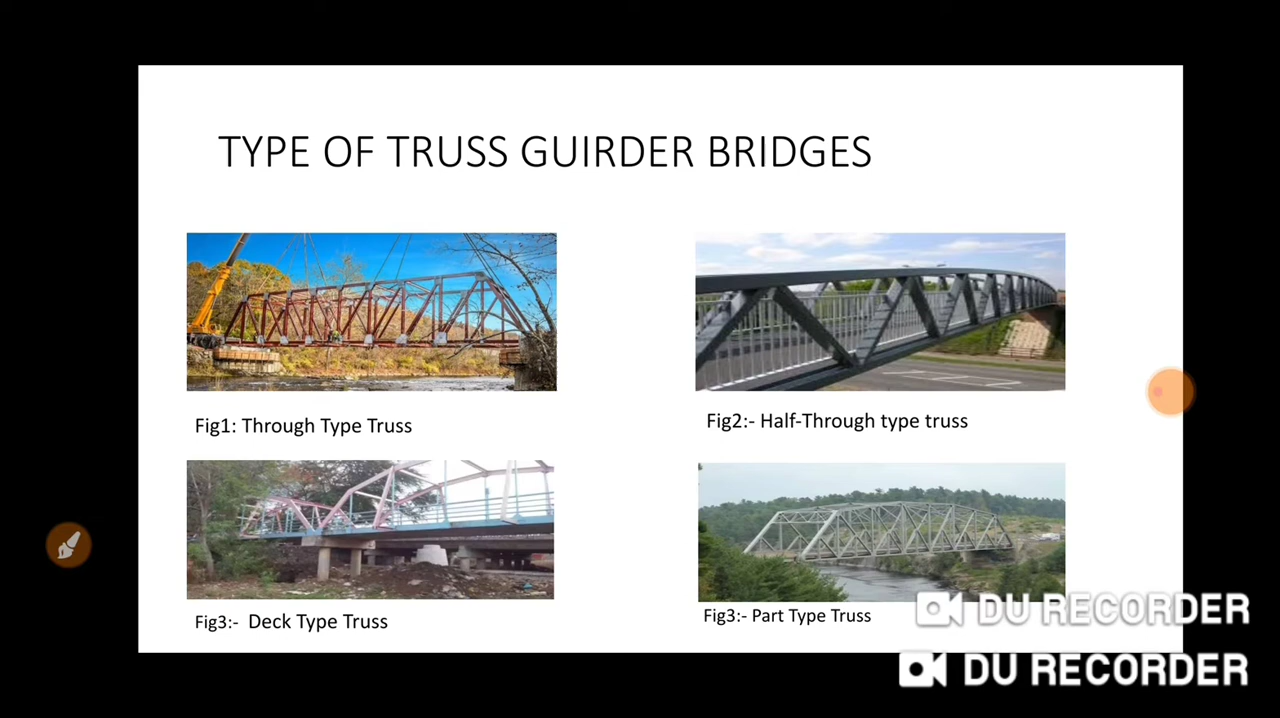 TYPE OF TRUSS GUIRDER BRIDGES
Fig1: Through Type Truss
Fig2:- Half-Through type truss
Fig3:- Deck Type Truss
Fig3:- Part Type Truss
DU RECORDER
DU RECORDER